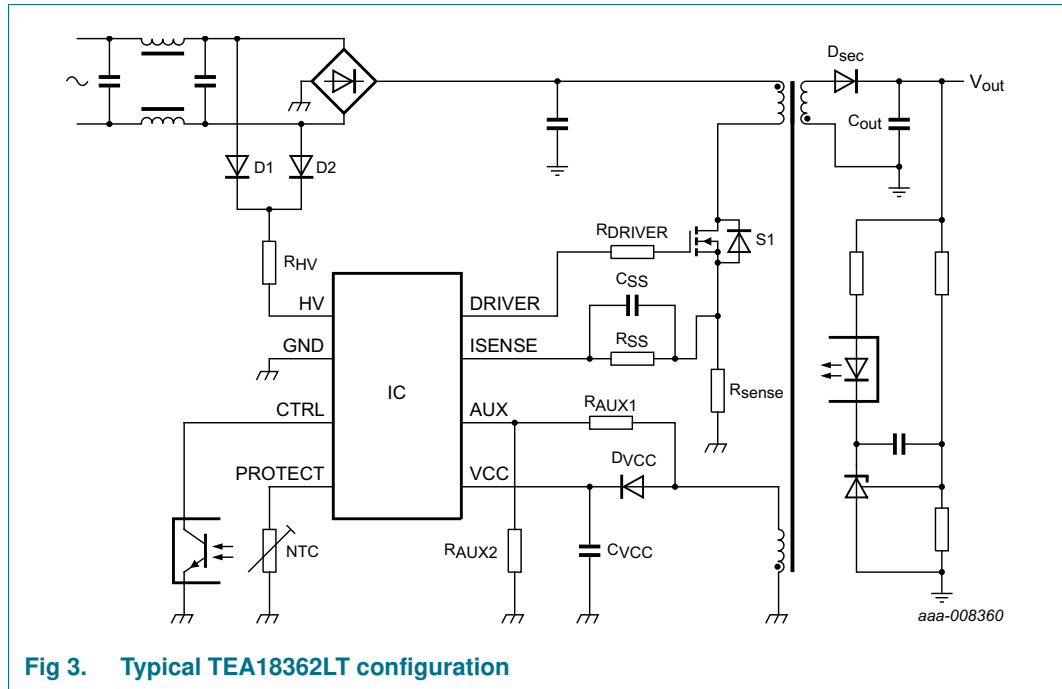 Dsec
Vout
Cout
D1
D2
RDRIVER
S1
RHV
CSS
HV
DRIVER
RSS
GND
ISENSE
IC
Rsense
CTRL
AUX
RAUX1
PROTECT
VCC
DVCC
NTC
RAUX2
CVCC
aaa-008360
Fig 3. Typical TEA18362LT configuration